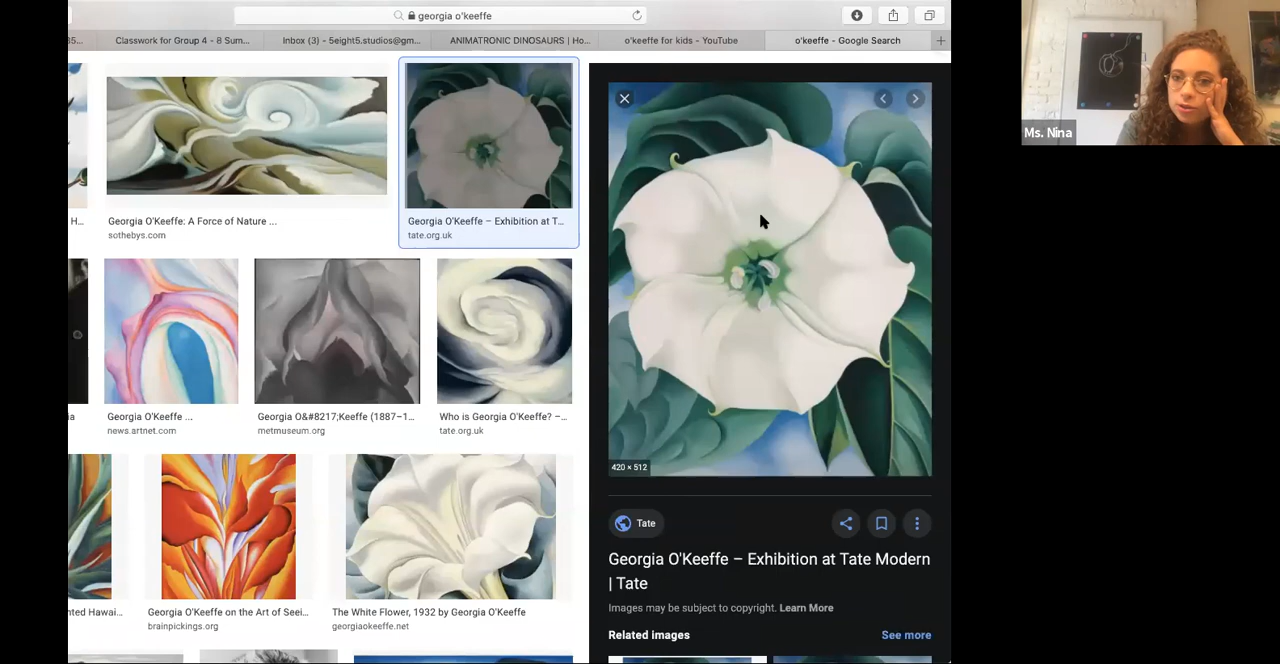 georgia o'keeffe
85...
Classwork for Group 4 - 8 Sum...
Inbox (3) - 5eight5.studios@gm...
ANIMATRONIC DINOSAURS | Ho...
o'keeffe for kids - YouTube
o'keeffe - Google Search
Ms. Nina
H...
Georgia O'Keeffe: A Force of Nature ...
sothebys.com
Georgia O'Keeffe – Exhibition at T...
tate.org.uk
ia
Georgia O'Keeffe ...
news.artnet.com
Georgia O&#8217;Keeffe (1887–1...
metmuseum.org
Who is Georgia O'Keeffe? –...
tate.org.uk
nted Hawai...
Georgia O'Keeffe on the Art of Seei...
brainpickings.org
The White Flower, 1932 by Georgia O'Keeffe
georgiaokeeffe.net
420 × 512
Tate
Georgia O'Keeffe – Exhibition at Tate Modern
| Tate
Images may be subject to copyright. Learn More
Related images
See more